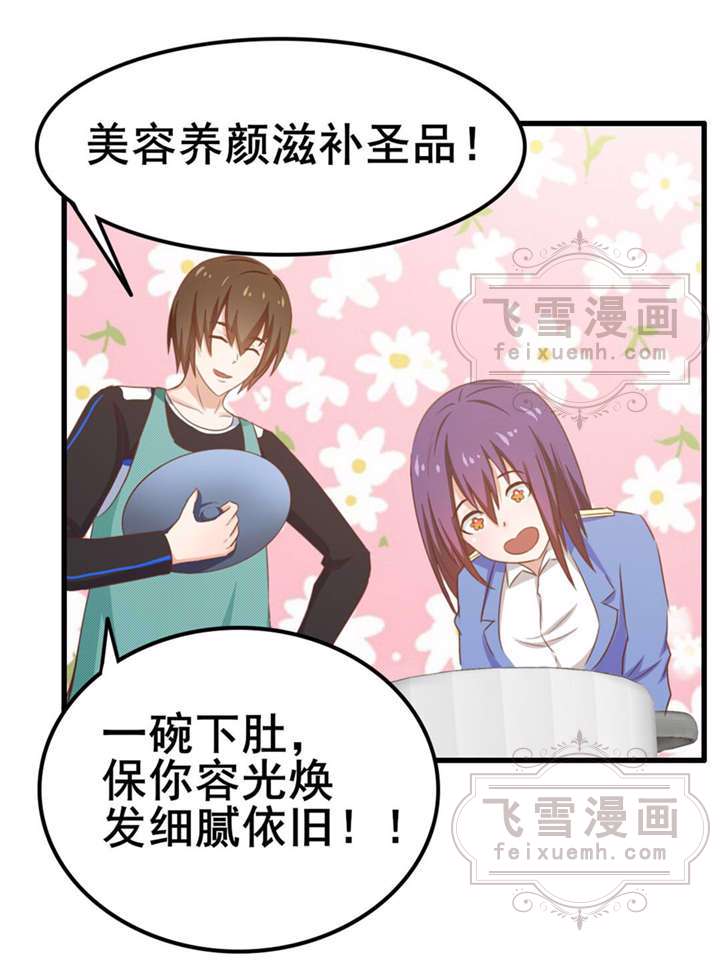 美容养颜滋补圣品！
飞雪漫画
feixuemh.com
一碗下肚，
保你容光焕
发细腻依旧！！
飞雪漫画
feixuemh.com